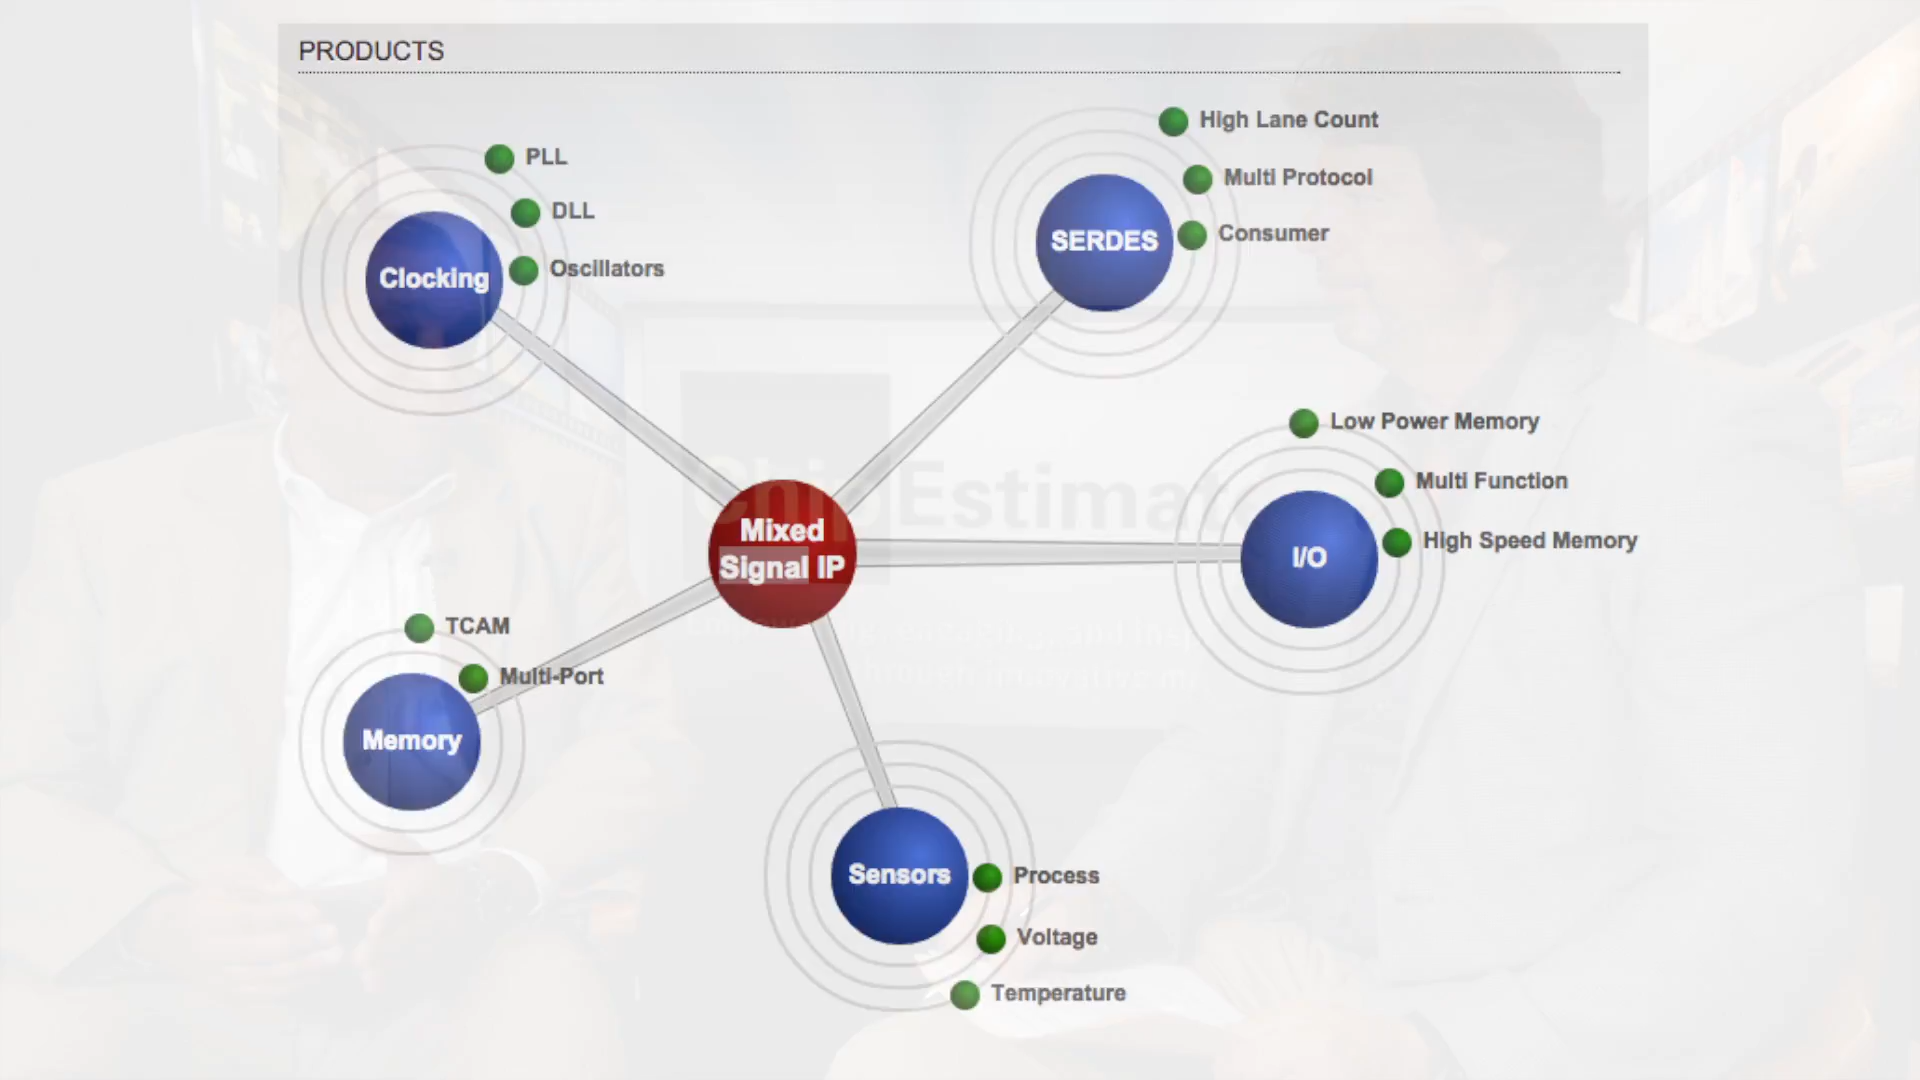 PRODUCTS
PLL
DLL
Oscillators
Clocking
High Lane Count
Multi Protocol
Consumer
SERDES
Low Power Memory
Multi Function
High Speed Memory
I/O
Mixed
Signal IP
ChipEstimate
TCAM
Multi-Port
Memory
Sensors
Process
Voltage
Temperature